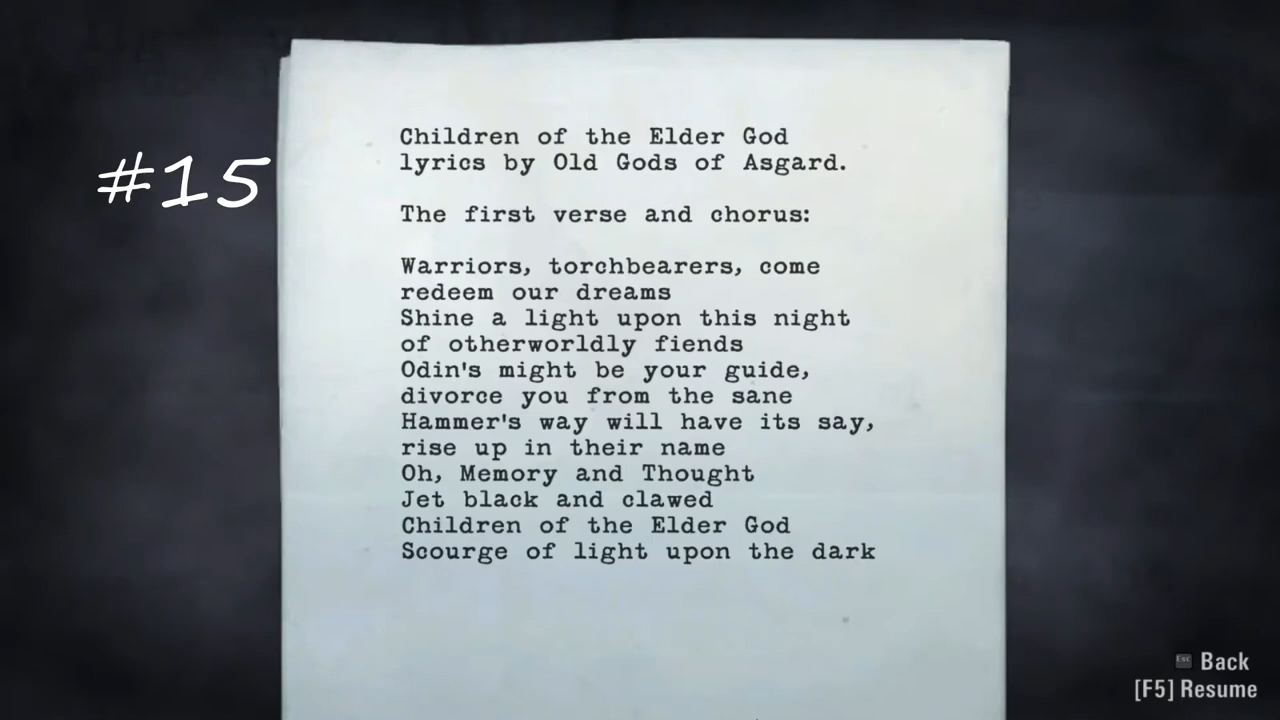 #15
Children of the Elder God
lyrics by Old Gods of Asgard.
The first verse and chorus:
Warriors, torchbearers, come
redeem our dreams
Shine a light upon this night
of otherworldly fiends
Odin's might be your guide,
divorce you from the sane
Hammer's way will have its say,
rise up in their name
Oh, Memory and Thought
Jet black and clawed
Children of the Elder God
Scourge of light upon the dark
Esc Back
[F5] Resume